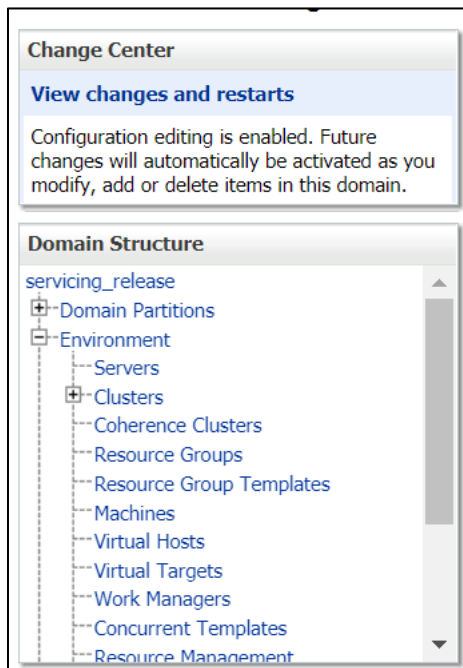 Change Center
View changes and restarts
Configuration editing is enabled. Future
changes will automatically be activated as you
modify, add or delete items in this domain.
Domain Structure
servicing_release
Domain Partitions
Environment
Servers
Clusters
Coherence Clusters
Resource Groups
Resource Group Templates
Machines
Virtual Hosts
Virtual Targets
Work Managers
Concurrent Templates
Resource Management